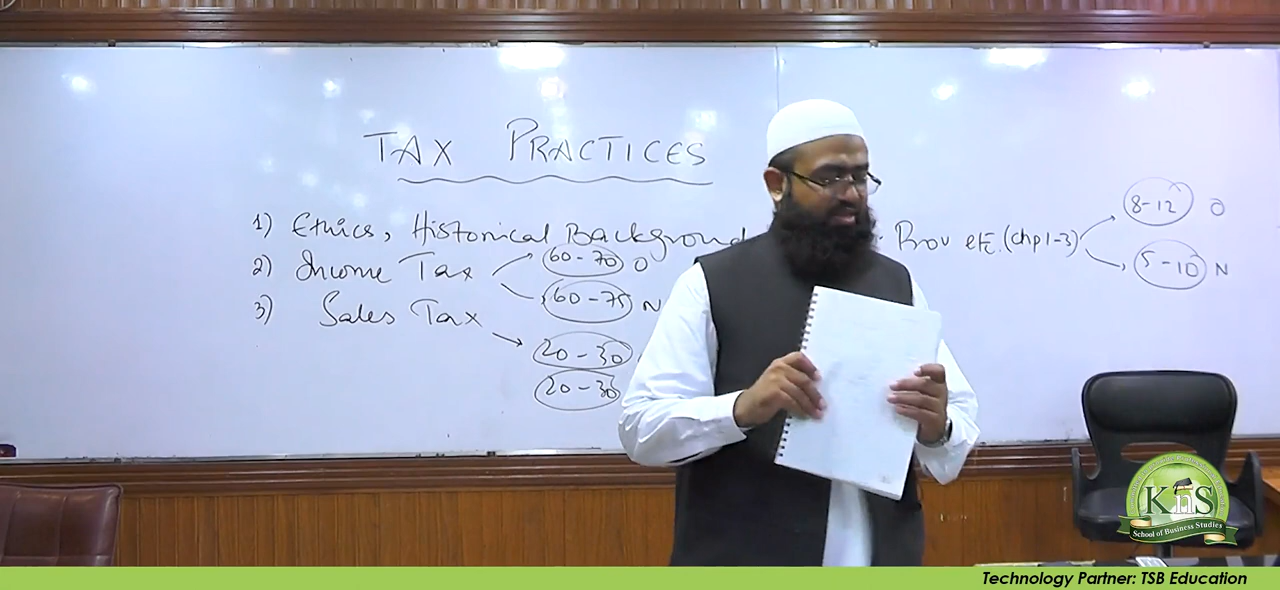 TAX PRACTICES
1) Ethics, Historical Background Prov etc. (chp 1-3)
8-12 O
5-10 N
2) Income Tax
60-70 O
60-75 N
3) Sales Tax
20-30
20-30
KnS
School of Business Studies
Technology Partner: TSB Education